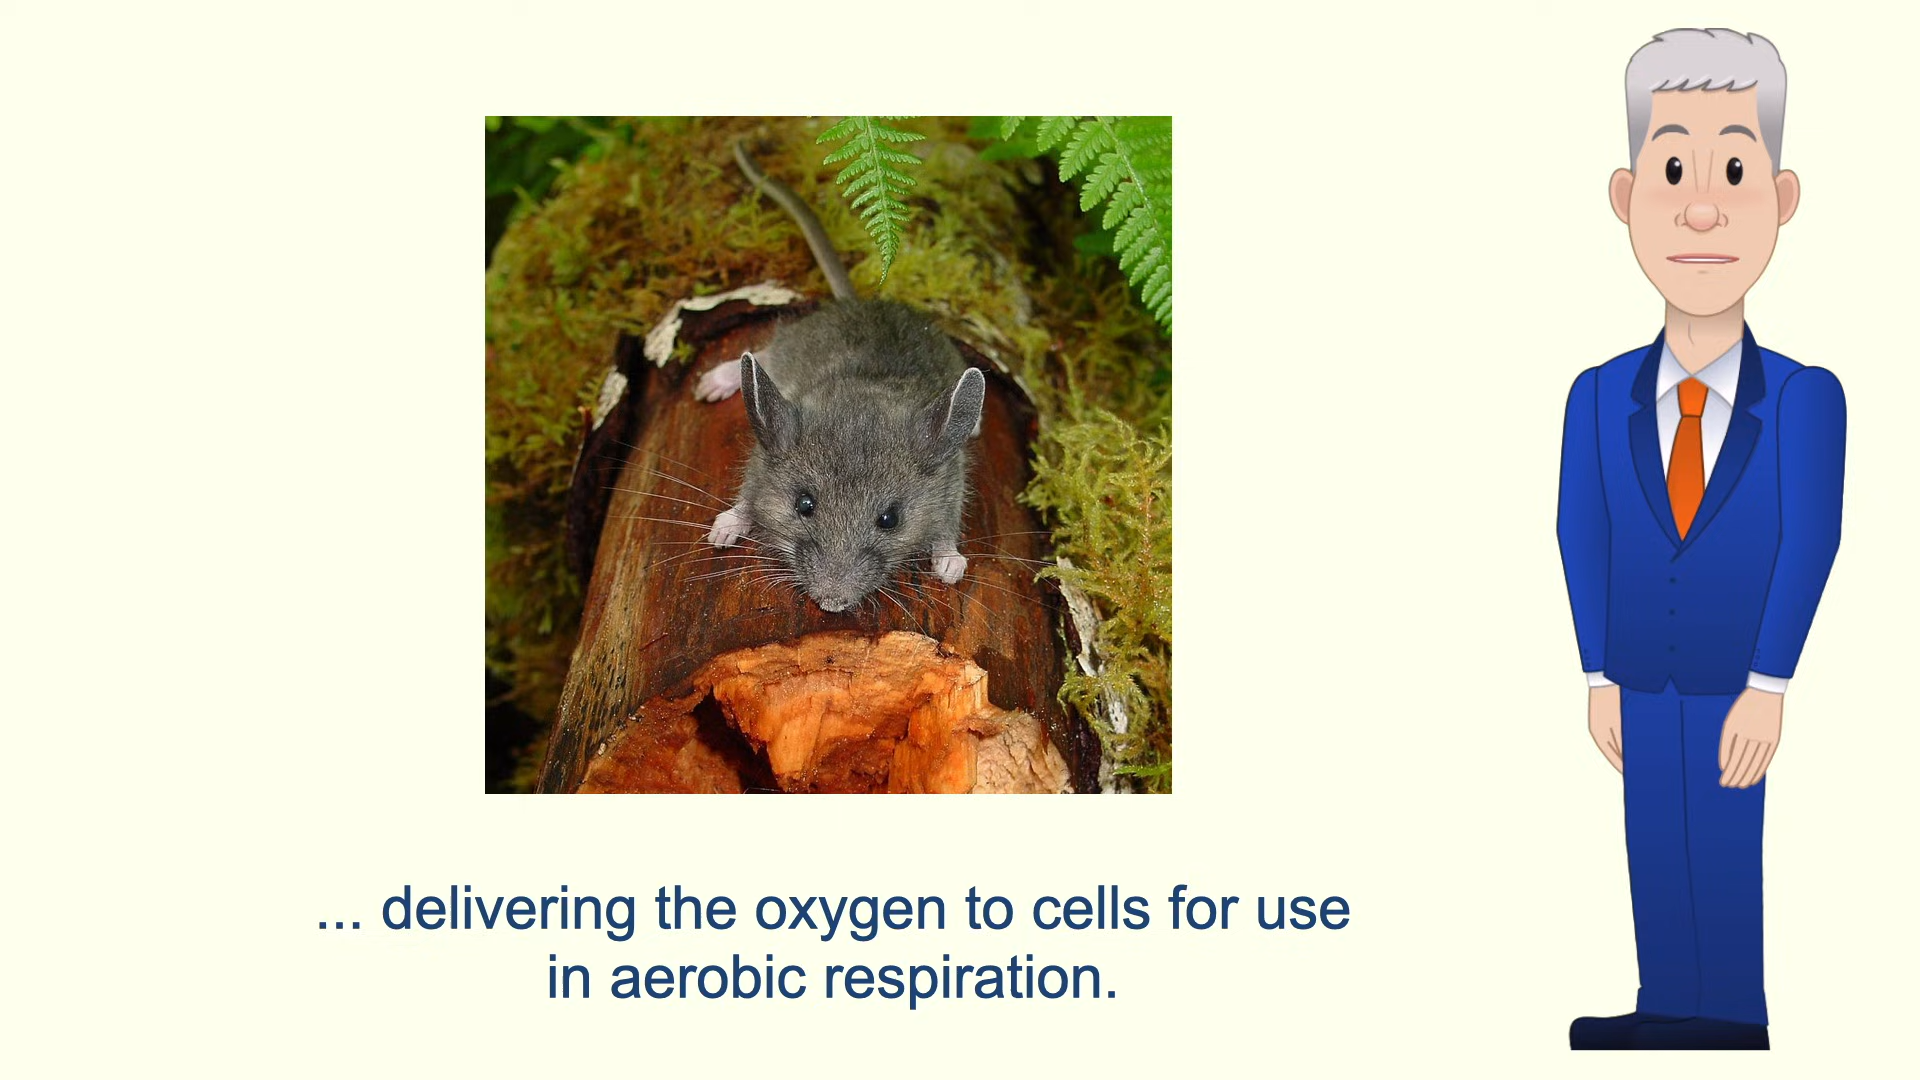 ... delivering the oxygen to cells for use
in aerobic respiration.